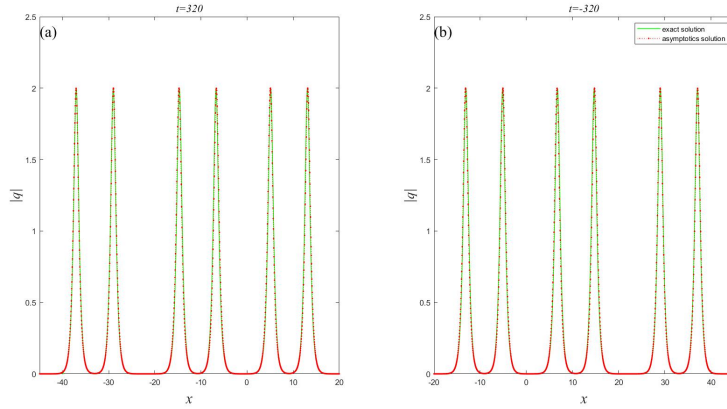 t=320
(a)
2.5
2
1.5
1
0.5
0
|q|
-40 -30 -20 -10 0 10 20
x
t=-320
(b)
exact solution
asymptotics solution
2.5
2
1.5
1
0.5
0
|q|
-20 -10 0 10 20 30 40
x